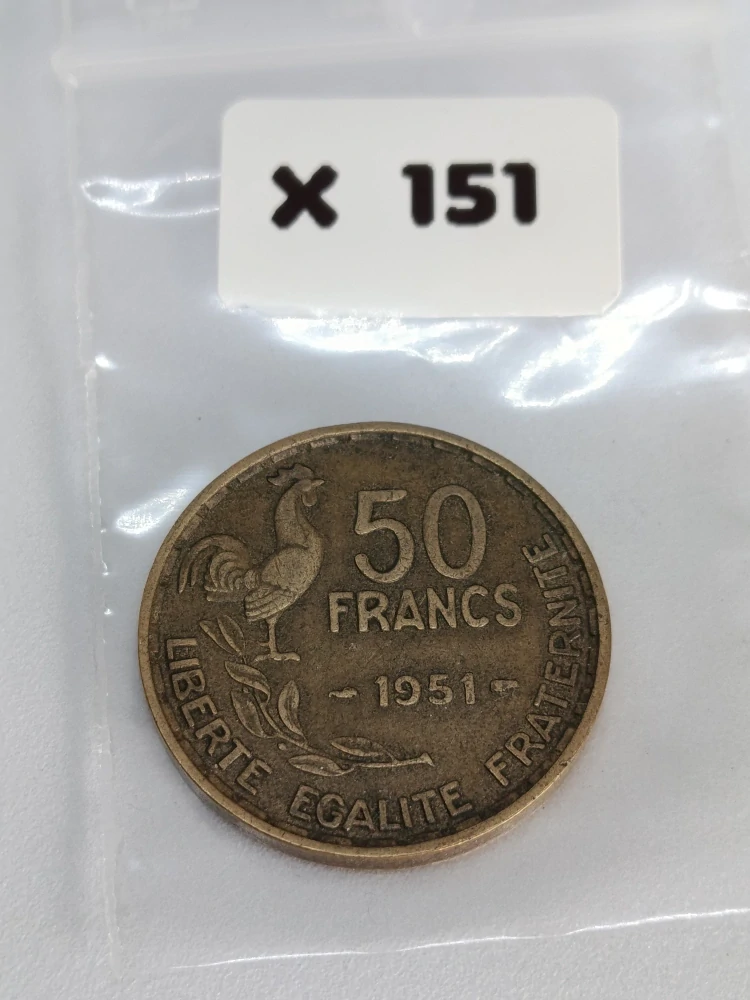 X 151
50
FRANCS
- 1951 -
LIBERTE EGALITE FRATERNITE